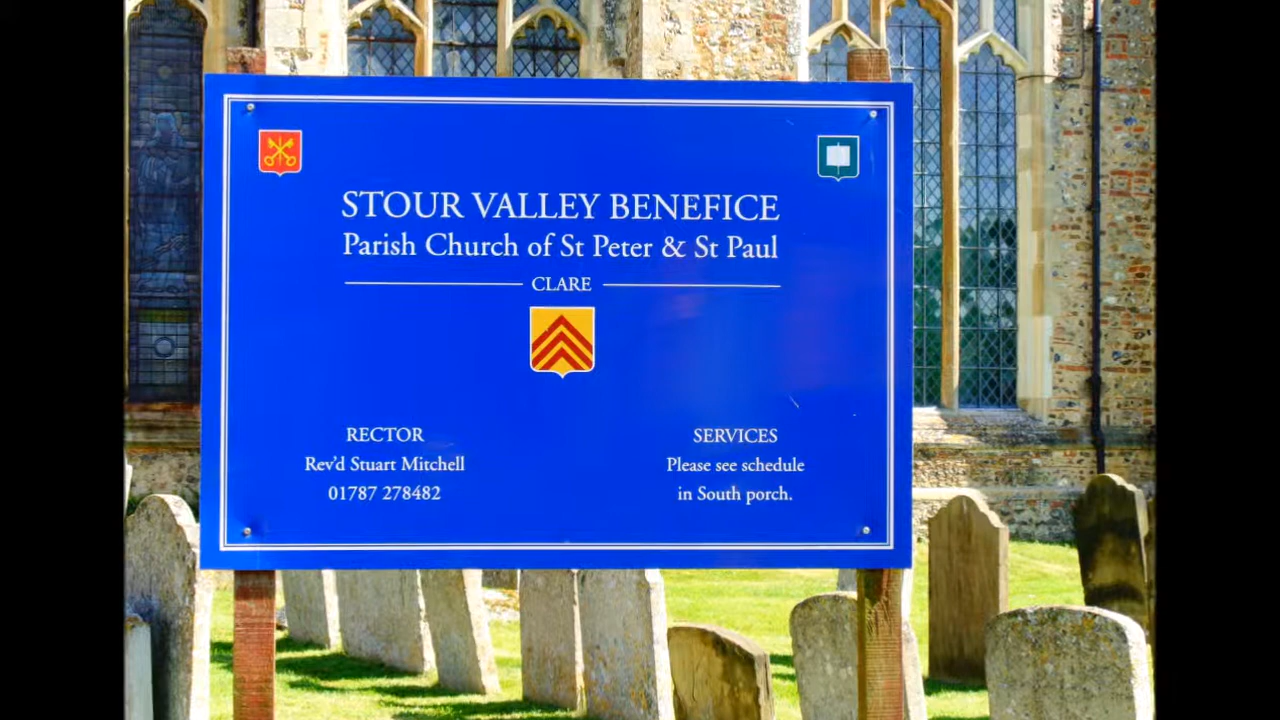 STOUR VALLEY BENEFICE
Parish Church of St Peter & St Paul
CLARE
RECTOR
Rev'd Stuart Mitchell
01787 278482
SERVICES
Please see schedule
in South porch.